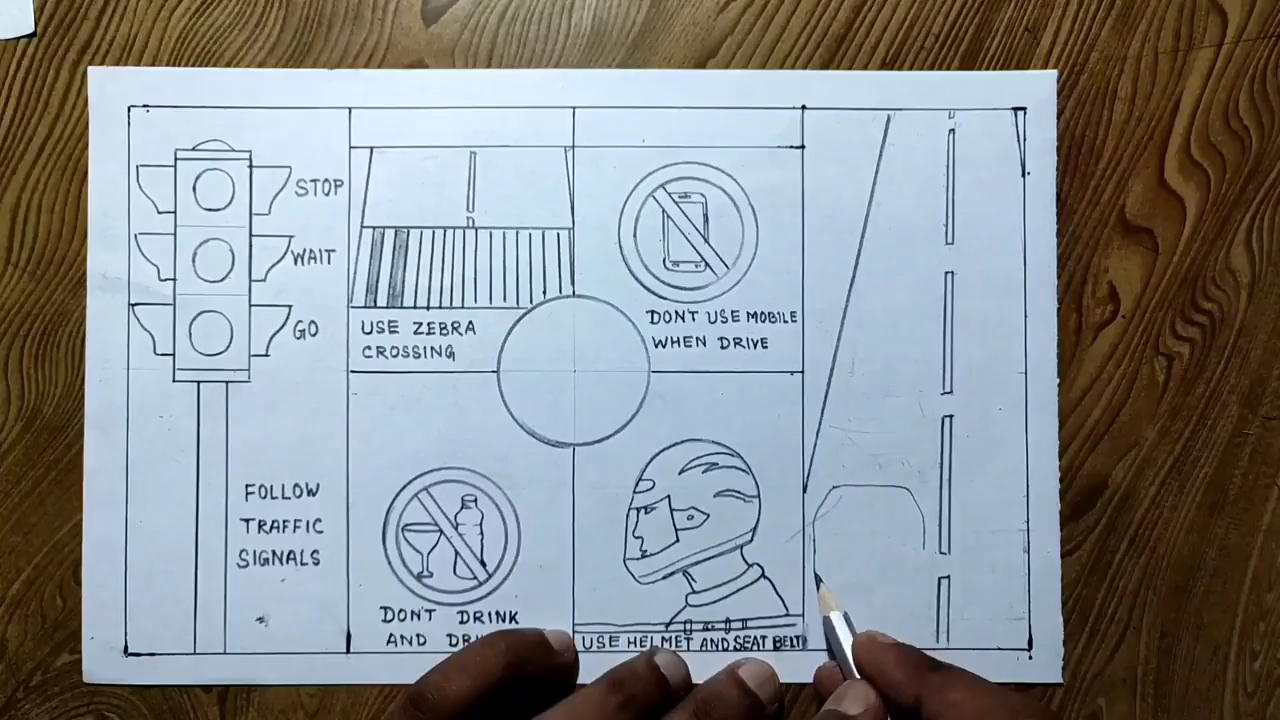 STOP
WAIT
GO
FOLLOW
TRAFFIC
SIGNALS
USE ZEBRA
CROSSING
DON'T USE MOBILE
WHEN DRIVE
DON'T DRINK
AND
USE HELMET AND SEAT BELT